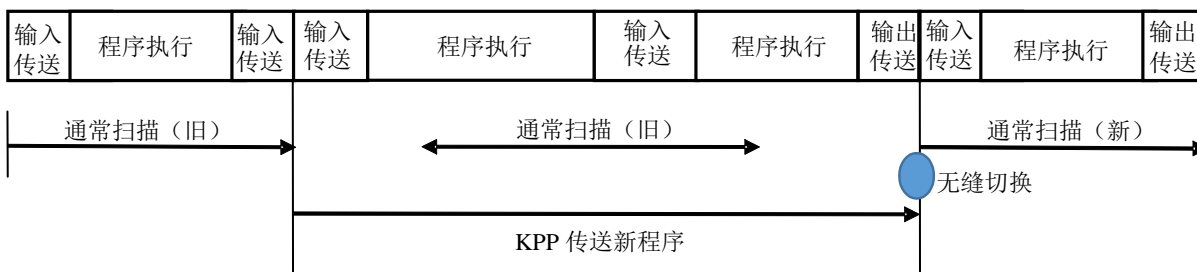 输入传送
程序执行
输入传送
输入传送
程序执行
输入传送
程序执行
输出传送
输入传送
程序执行
输出传送
通常扫描（旧）
通常扫描（旧）
通常扫描（新）
无缝切换
KPP 传送新程序